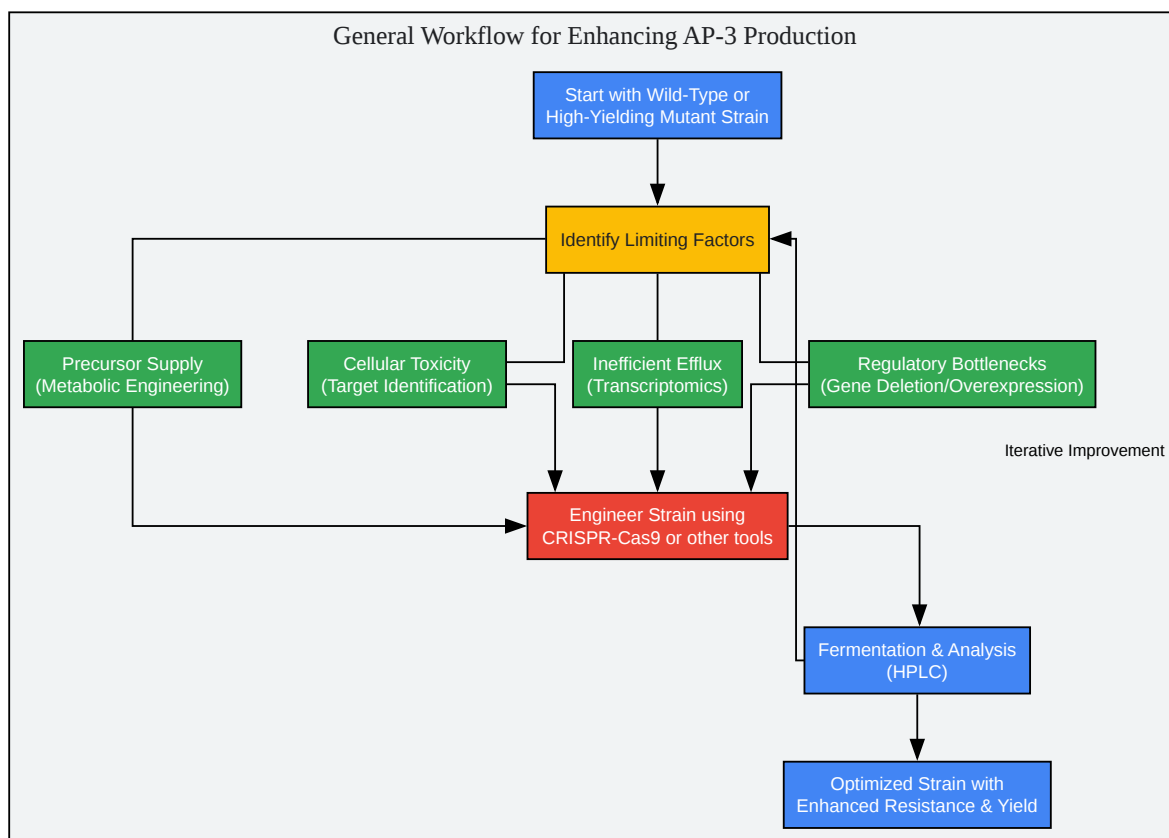 General Workflow for Enhancing AP-3 Production
Start with Wild-Type or
High-Yielding Mutant Strain
Identify Limiting Factors
Precursor Supply
(Metabolic Engineering)
Cellular Toxicity
(Target Identification)
Inefficient Efflux
(Transcriptomics)
Regulatory Bottlenecks
(Gene Deletion/Overexpression)
Iterative Improvement
Engineer Strain using
CRISPR-Cas9 or other tools
Fermentation & Analysis
(HPLC)
Optimized Strain with
Enhanced Resistance & Yield